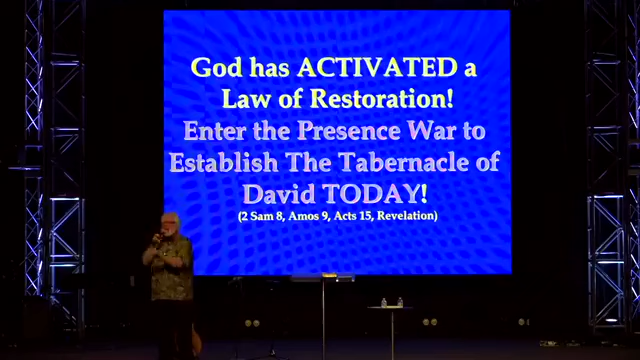 God has ACTIVATED a
Law of Restoration!
Enter the Presence War to
Establish The Tabernacle of
David TODAY!
(2 Sam 8, Amos 9, Acts 15, Revelation)